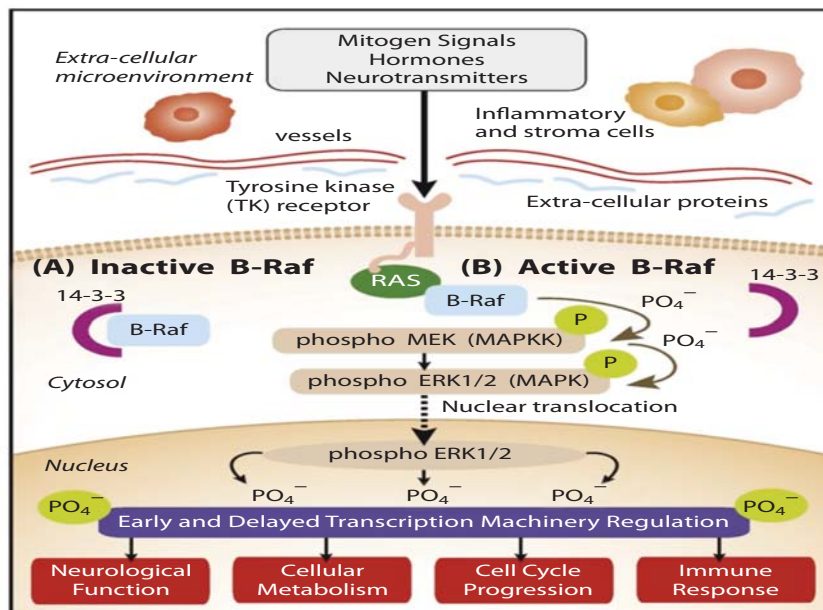 Extra-cellular
microenvironment
Mitogen Signals
Hormones
Neurotransmitters
Inflammatory
and stroma cells
vessels
Tyrosine kinase
(TK) receptor
Extra-cellular proteins
(A) Inactive B-Raf
(B) Active B-Raf
14-3-3
B-Raf
RAS
B-Raf
PO₄⁻
14-3-3
P
phospho MEK (MAPKK)
PO₄⁻
P
phospho ERK1/2 (MAPK)
Cytosol
Nuclear translocation
Nucleus
phospho ERK1/2
PO₄⁻
PO₄⁻
PO₄⁻
PO₄⁻
PO₄⁻
Early and Delayed Transcription Machinery Regulation
Neurological
Function
Cellular
Metabolism
Cell Cycle
Progression
Immune
Response